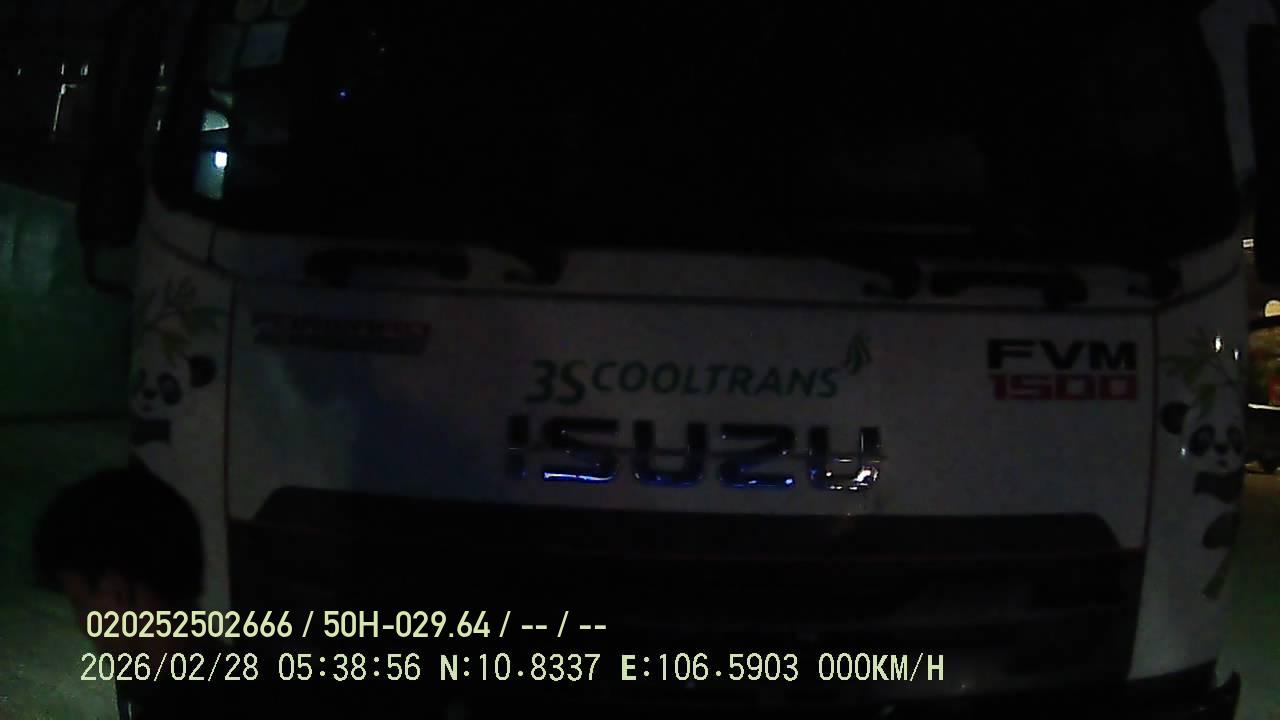 3S COOLTRANS
FVM
1500
ISUZU
020252502666 / 50H-029.64 / -- / --
2026/02/28 05:38:56 N:10.8337 E:106.5903 000KM/H